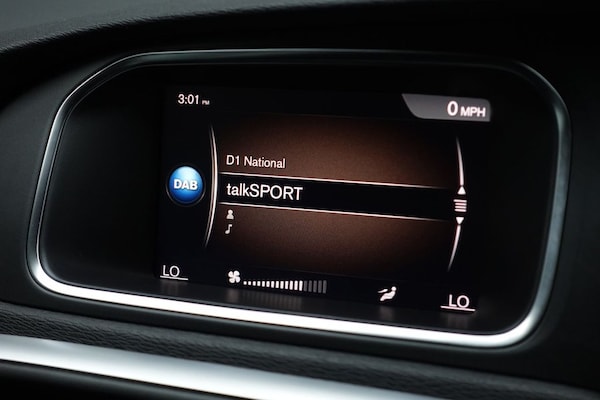 3:01 PM
0 MPH
D1 National
DAB
talkSPORT
LO
LO